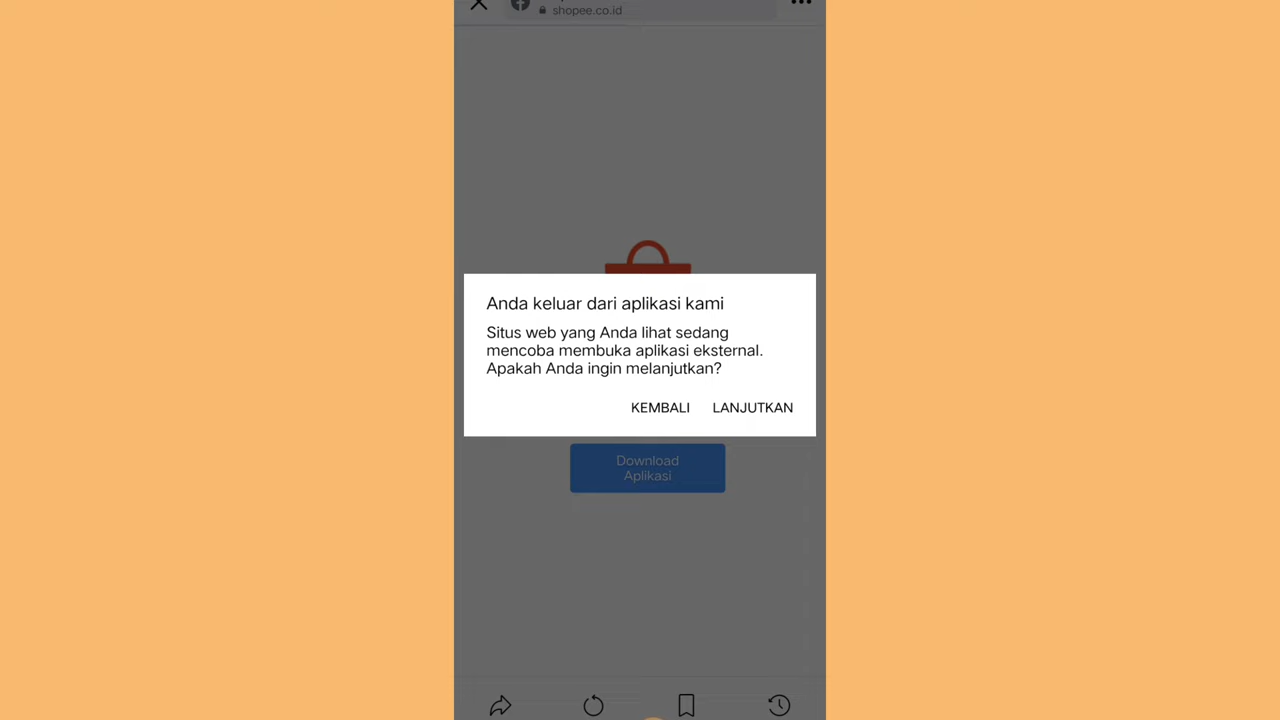 shopee.co.id
Anda keluar dari aplikasi kami
Situs web yang Anda lihat sedang
mencoba membuka aplikasi eksternal.
Apakah Anda ingin melanjutkan?
KEMBALI LANJUTKAN
Download
Aplikasi